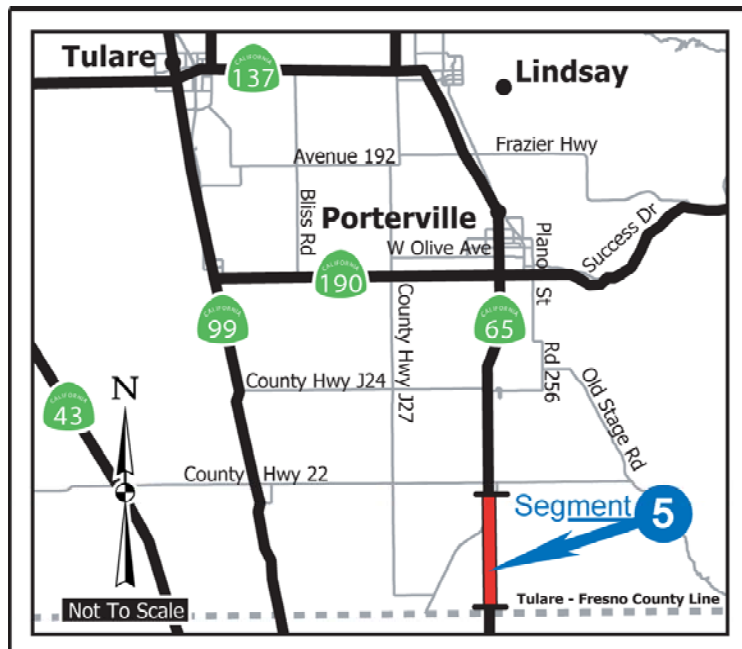 Tulare
CALIFORNIA
137
Lindsay
Avenue 192
Frazier Hwy
Bliss Rd
Porterville
W Olive Ave
Plano St
Success Dr
CALIFORNIA
190
CALIFORNIA
99
County Hwy J27
CALIFORNIA
65
Rd 256
County Hwy J24
Old Stage Rd
CALIFORNIA
43
N
County Hwy 22
Segment 5
Not To Scale
Tulare - Fresno County Line